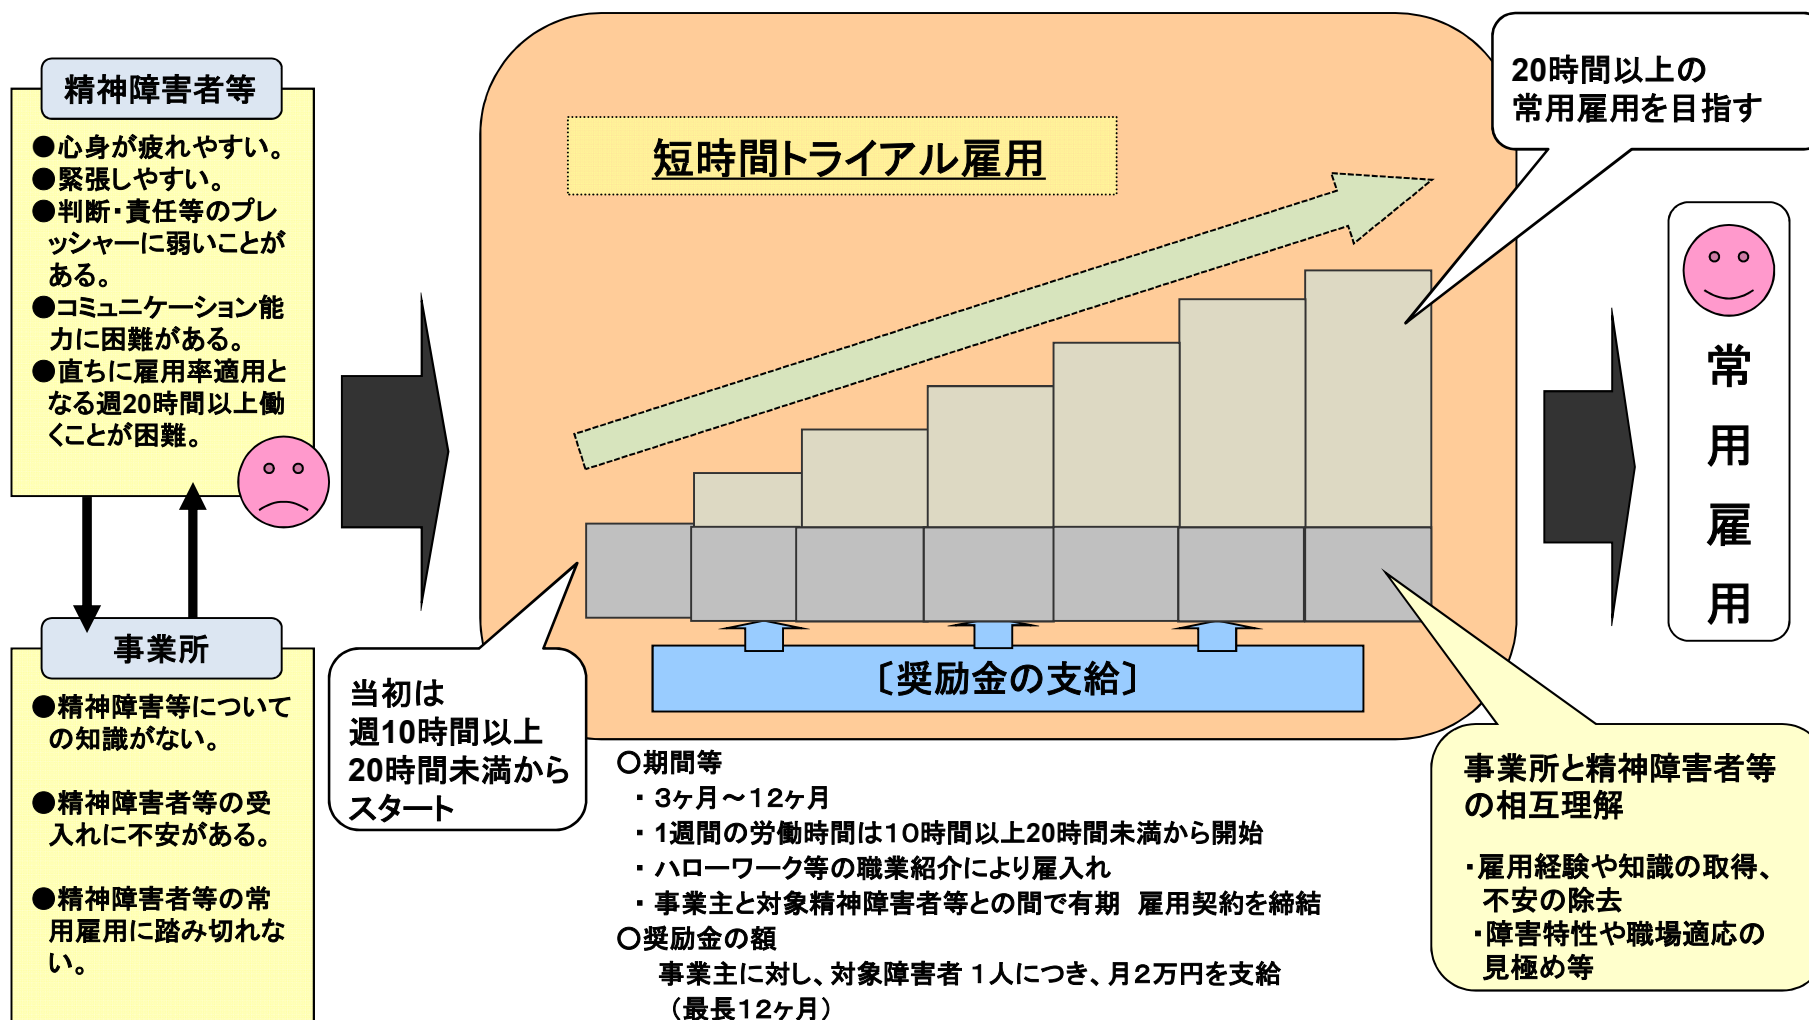 精神障害者等
●心身が疲れやすい。
●緊張しやすい。
●判断・責任等のプレ
ッシャーに弱いことが
ある。
●コミュニケーション能
力に困難がある。
●直ちに雇用率適用と
なる週20時間以上働
くことが困難。
事業所
●精神障害等について
の知識がない。
●精神障害者等の受
入れに不安がある。
●精神障害者等の常
用雇用に踏み切れな
い。
短時間トライアル雇用
20時間以上の
常用雇用を目指す
当初は
週10時間以上
20時間未満から
スタート
〔奨励金の支給〕
○期間等
・3ヶ月～12ヶ月
・1週間の労働時間は10時間以上20時間未満から開始
・ハローワーク等の職業紹介により雇入れ
・事業主と対象精神障害者等との間で有期 雇用契約を締結
○奨励金の額
事業主に対し、対象障害者1人につき、月2万円を支給
（最長12ヶ月）
事業所と精神障害者等
の相互理解
・雇用経験や知識の取得、
不安の除去
・障害特性や職場適応の
見極め等
常
用
雇
用